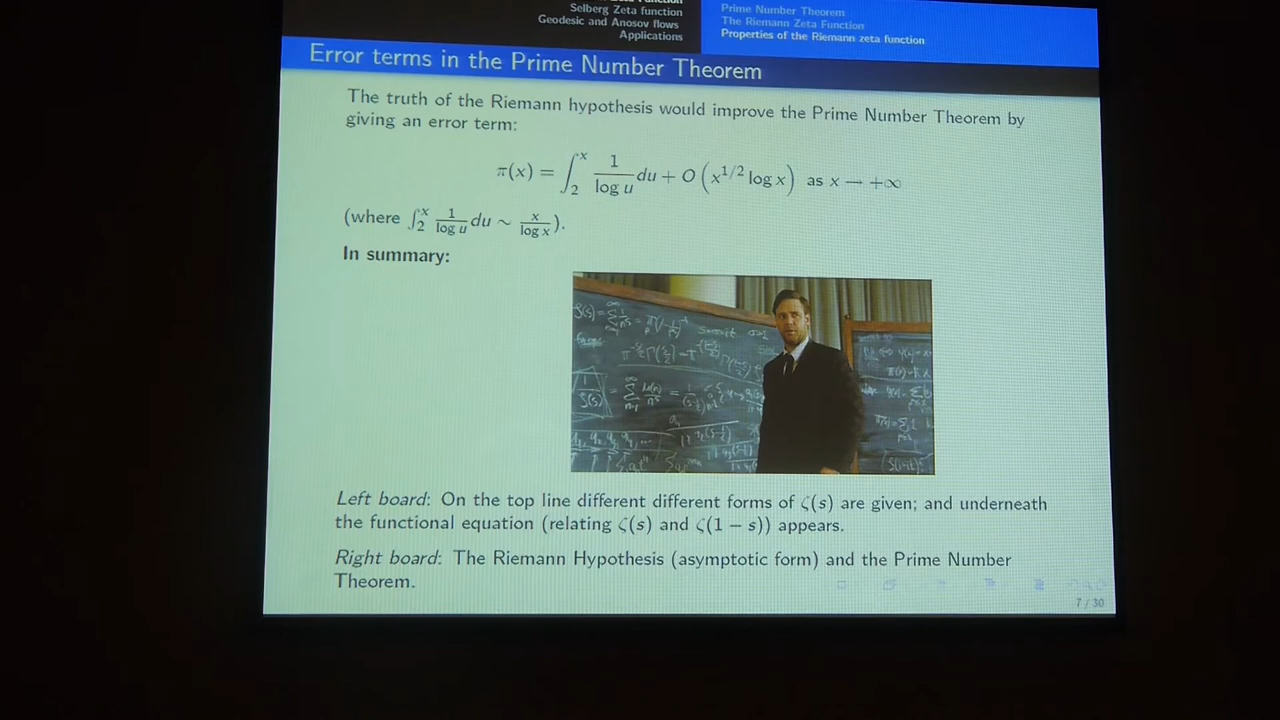 Selberg Zeta function
Geodesic and Anosov flows
Applications
Prime Number Theorem
The Riemann Zeta Function
Properties of the Riemann zeta function
Error terms in the Prime Number Theorem
The truth of the Riemann hypothesis would improve the Prime Number Theorem by
giving an error term:
π(x) = ∫₂ˣ 1/log u du + O (x^{1/2} log x) as x → +∞
(where ∫₂ˣ 1/log u du ~ x/log x).
In summary:
Left board: On the top line different different forms of ζ(s) are given; and underneath
the functional equation (relating ζ(s) and ζ(1 − s)) appears.
Right board: The Riemann Hypothesis (asymptotic form) and the Prime Number
Theorem.
7 / 30